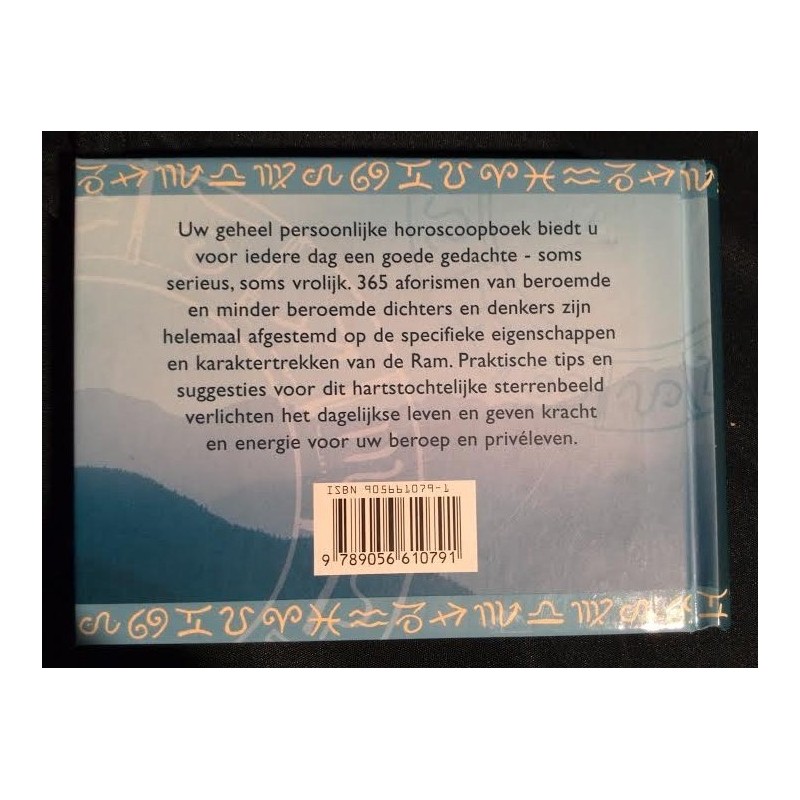 Uw geheel persoonlijke horoscoopboek biedt u
voor iedere dag een goede gedachte - soms
serieus, soms vrolijk. 365 aforismen van beroemde
en minder beroemde dichters en denkers zijn
helemaal afgestemd op de specifieke eigenschappen
en karaktertrekken van de Ram. Praktische tips en
suggesties voor dit hartstochtelijke sterrenbeeld
verlichten het dagelijkse leven en geven kracht
en energie voor uw beroep en privéleven.
ISBN 905661079-1
9 789056 610791